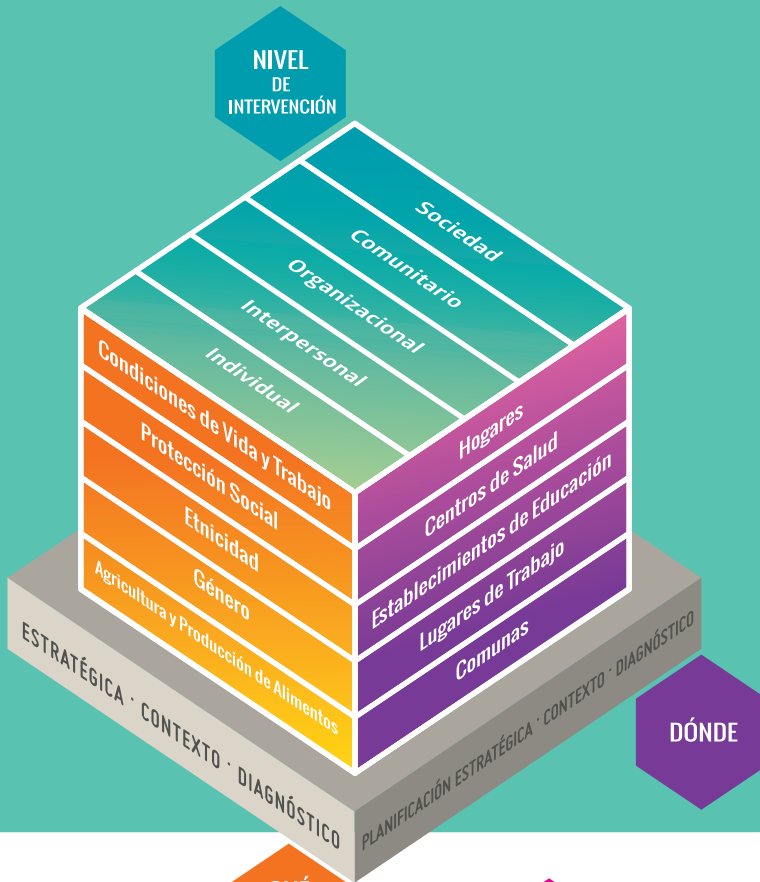 NIVEL
DE
INTERVENCIÓN
Sociedad
Comunitario
Organizacional
Interpersonal
Individual
Condiciones de Vida y Trabajo
Protección Social
Etnicidad
Género
Agricultura y Producción de Alimentos
Hogares
Centros de Salud
Establecimientos de Educación
Lugares de Trabajo
Comunas
ESTRATÉGICA · CONTEXTO · DIAGNÓSTICO
PLANIFICACIÓN ESTRATÉGICA · CONTEXTO · DIAGNÓSTICO
DÓNDE